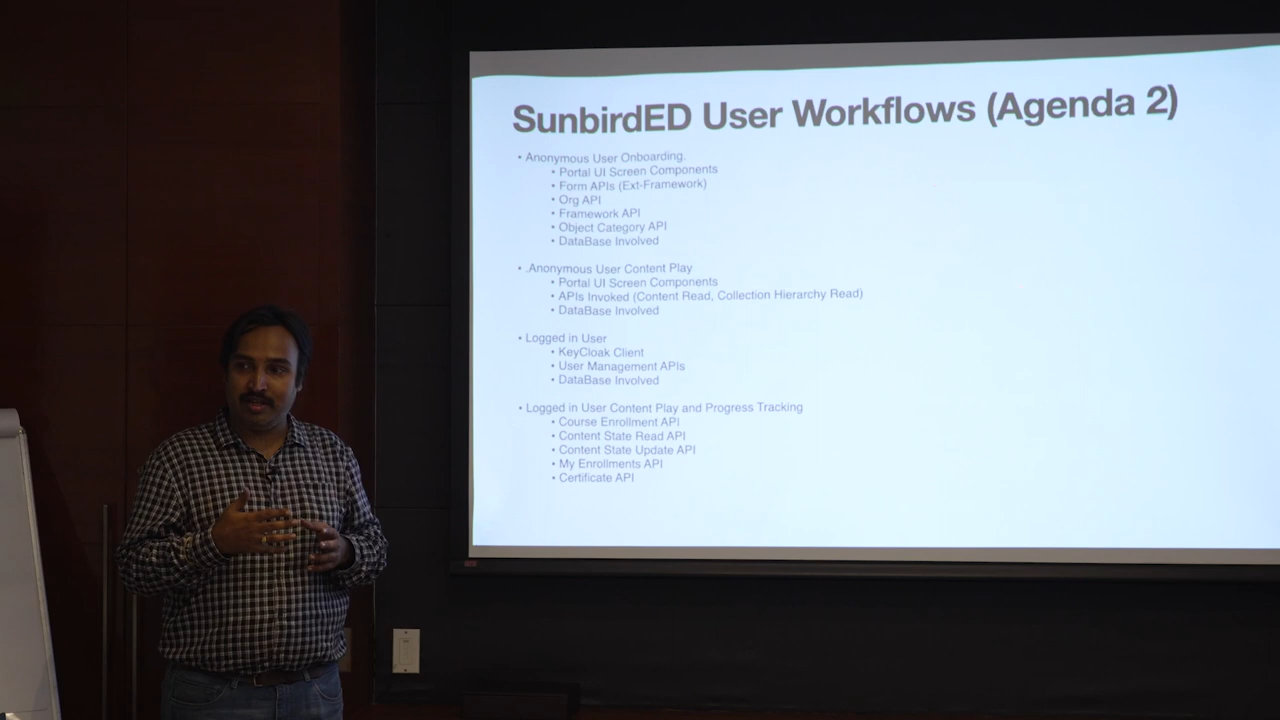 SunbirdED User Workflows (Agenda 2)
• Anonymous User Onboarding.
• Portal UI Screen Components
• Form APIs (Ext-Framework)
• Org API
• Framework API
• Object Category API
• DataBase Involved
• .Anonymous User Content Play
• Portal UI Screen Components
• APIs Invoked (Content Read, Collection Hierarchy Read)
• DataBase Involved
• Logged in User
• KeyCloak Client
• User Management APIs
• DataBase Involved
• Logged in User Content Play and Progress Tracking
• Course Enrollment API
• Content State Read API
• Content State Update API
• My Enrollments API
• Certificate API